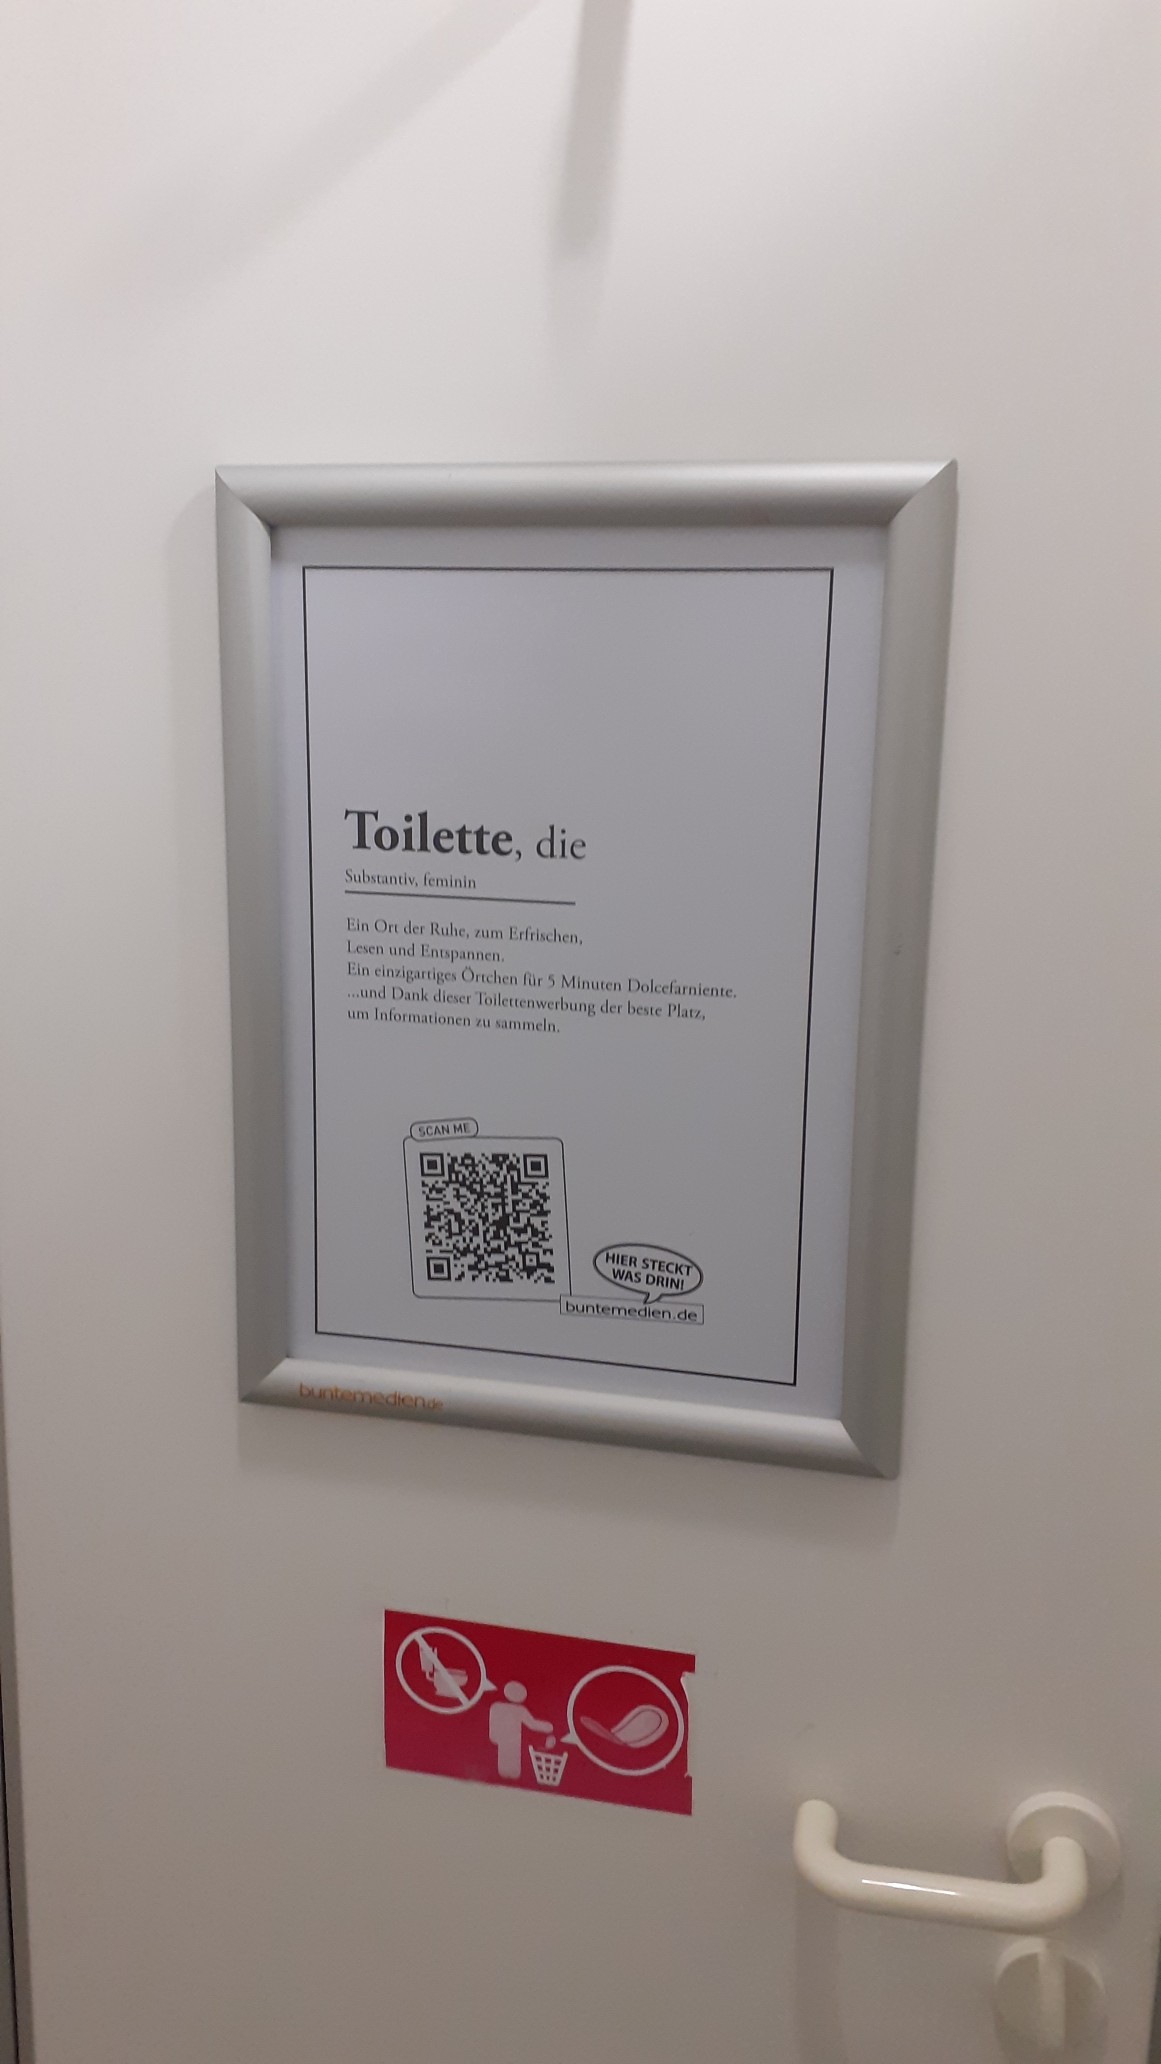 Toilette, die
Substantiv, feminin
Ein Ort der Ruhe, zum Erfrischen,
Lesen und Entspannen.
Ein einzigartiges Örtchen für 5 Minuten Dolcefarniente.
...und Dank dieser Toilettenwerbung der beste Platz,
um Informationen zu sammeln.
SCAN ME
HIER STECKT
WAS DRIN!
buntemedien.de
buntemedien.de